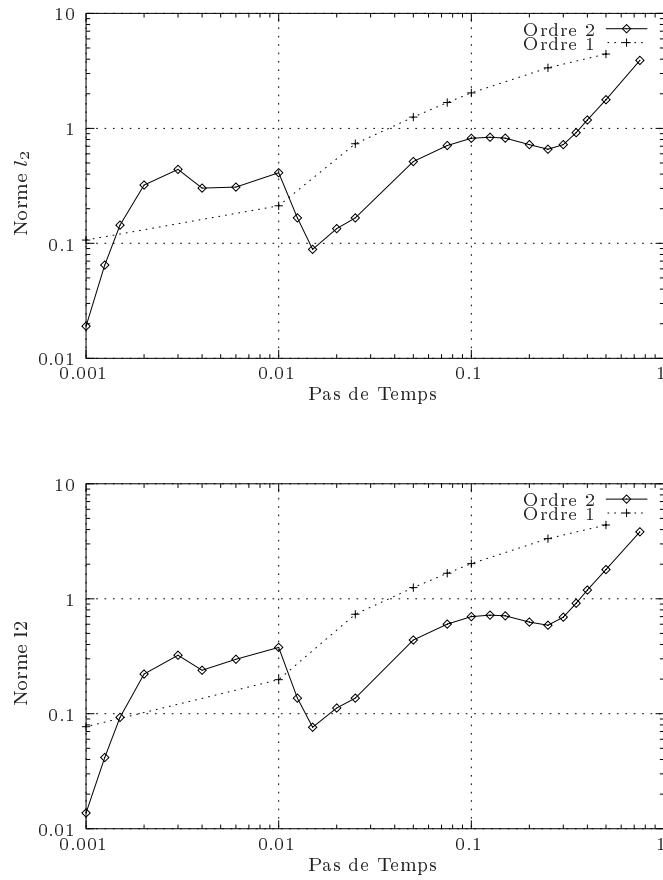 10
Ordre 2
Ordre 1
1
Norme l₂
0.1
0.01
0.001 0.01 0.1 1
Pas de Temps
10
Ordre 2
Ordre 1
1
Norme l2
0.1
0.01
0.001 0.01 0.1 1
Pas de Temps